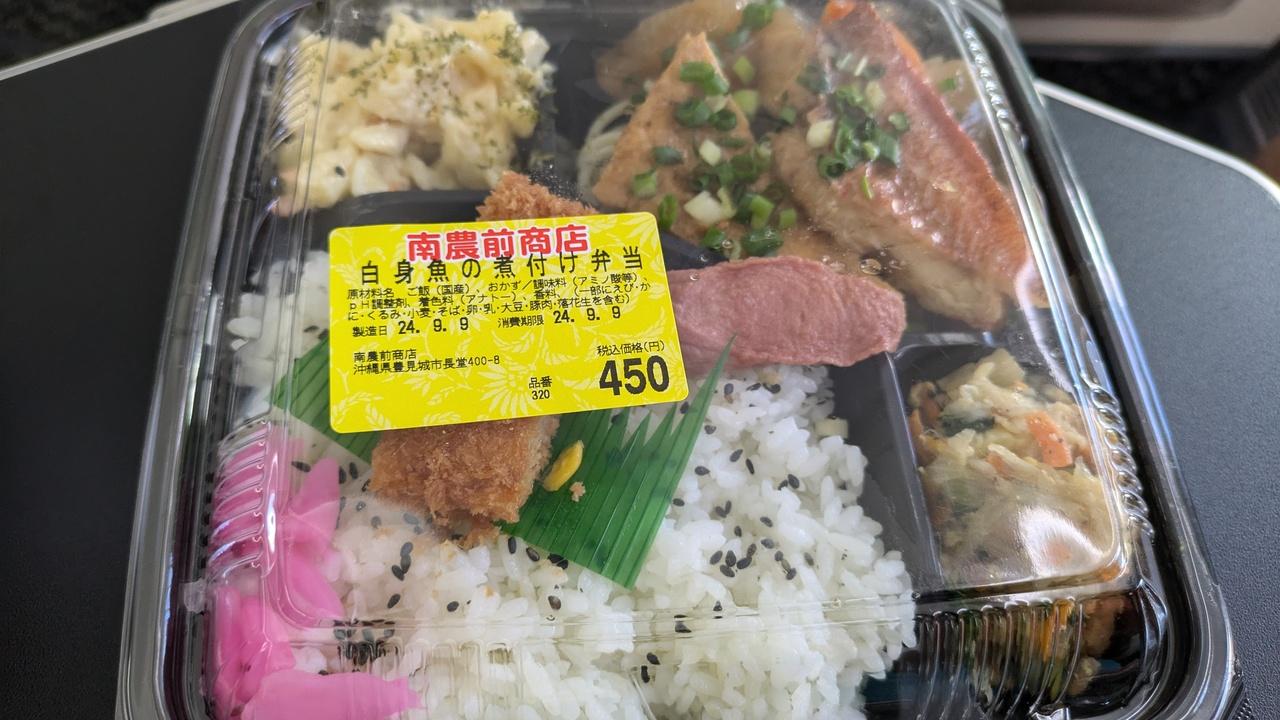 南農前商店
白身魚の煮付け弁当
原材料名、ご飯（国産）、おかず／調味料（アミノ酸等）、
pH調整剤、着色料（アナトー）、香料、（一部にえび・か
に・くるみ・小麦・そば・卵・乳・大豆・豚肉・落花生を含む）
製造日 24. 9. 9 消費期限 24. 9. 9
南農前商店
沖縄県豊見城市長堂400-8
税込価格(円)
品番
320
450